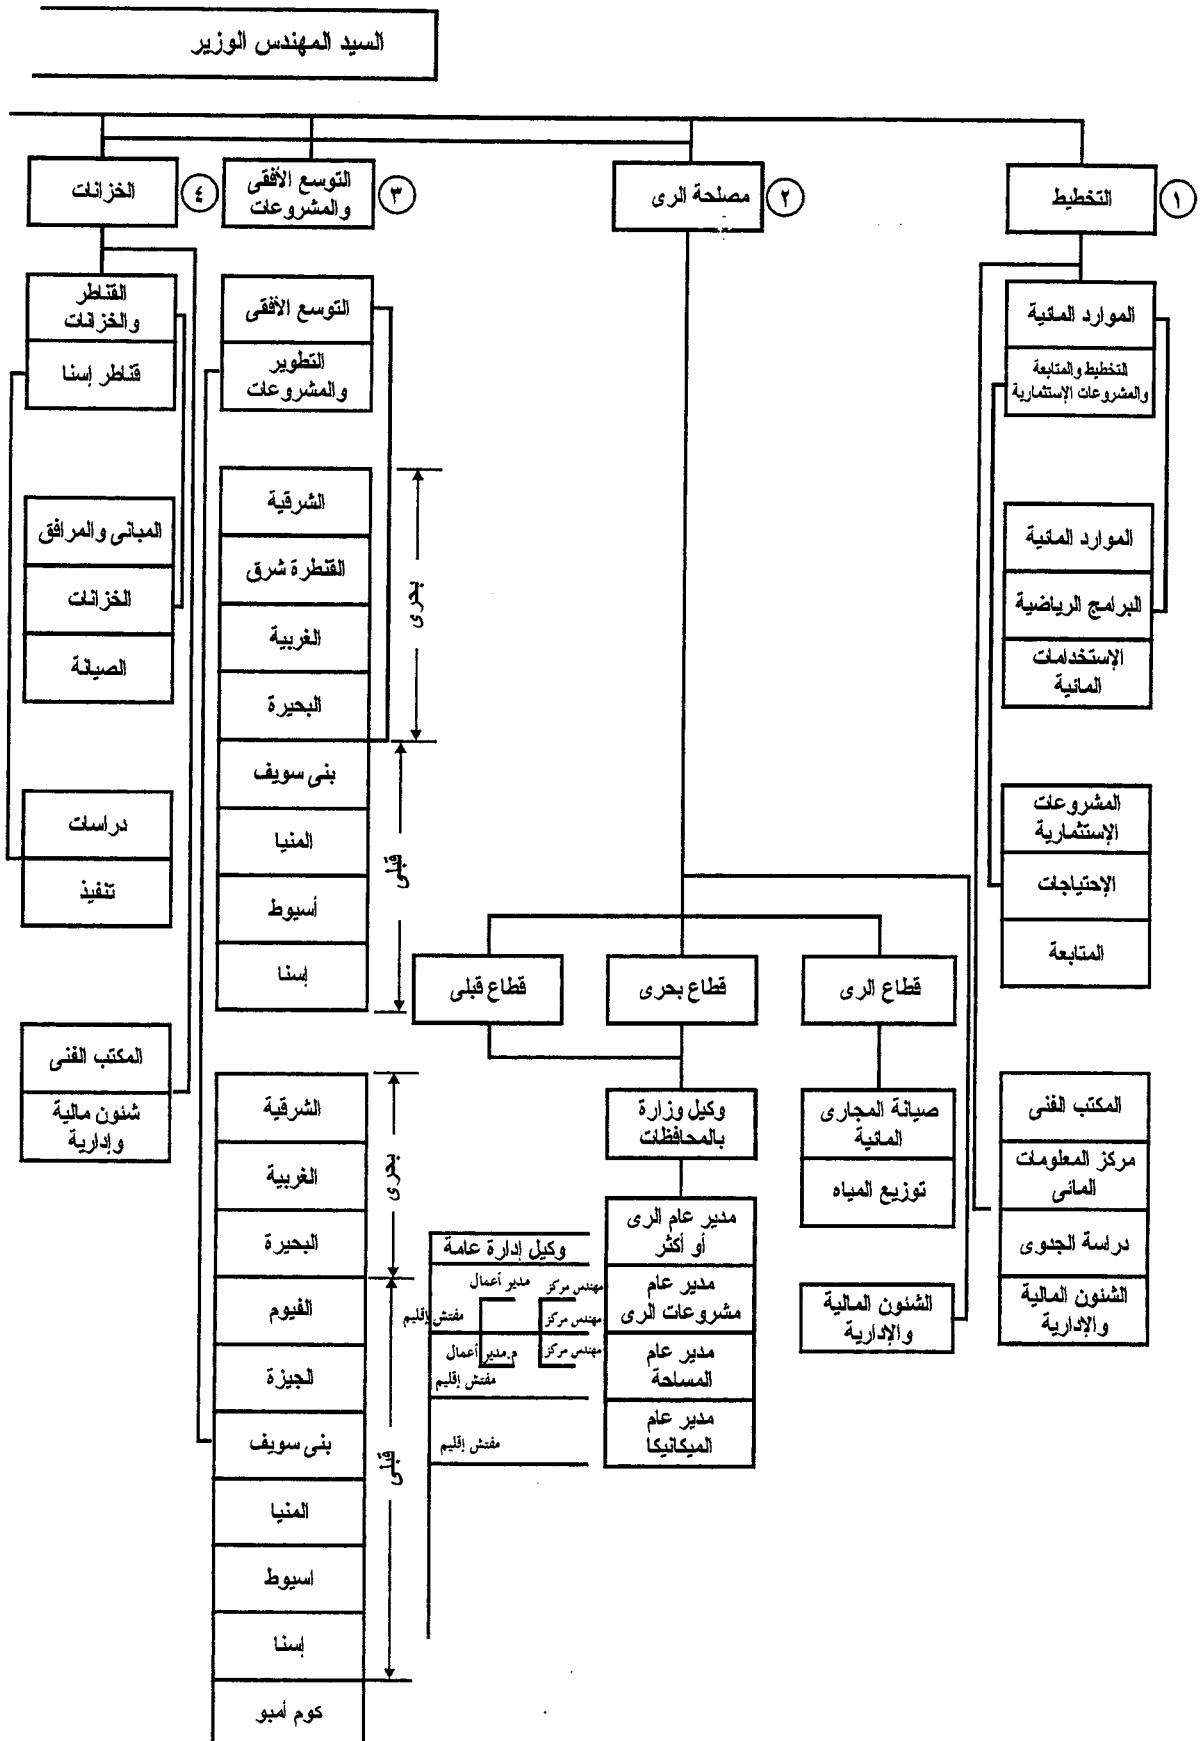 السيد المهندس الوزير
١
التخطيط
الموارد المائية
التخطيط والمتابعة
والمشروعات الإستثمارية
الموارد المائية
البرامج الرياضية
الإستخدامات
المائية
المشروعات
الإستثمارية
الإحتياجات
المتابعة
المكتب الفنى
مركز المعلومات
المائى
دراسة الجدوى
الشئون المالية
والإدارية
٢
مصلحة الرى
قطاع الرى
قطاع بحرى
قطاع قبلى
صيانة المجارى
المائية
توزيع المياه
الشئون المالية
والإدارية
وكيل وزارة
بالمحافظات
مدير عام الرى
أو أكثر
مدير عام
مشروعات الرى
مدير عام
المساحة
مدير عام
الميكانيكا
وكيل إدارة عامة
مهندس مركز
مدير أعمال
مهندس مركز
مفتش إقليم
مهندس مركز
م.مدير أعمال
مفتش إقليم
مفتش إقليم
٣
التوسع الأفقى
والمشروعات
التوسع الأفقى
التطوير
والمشروعات
بحرى
الشرقية
القنطرة شرق
الغربية
البحيرة
قبلى
بنى سويف
المنيا
أسيوط
إسنا
بحرى
الشرقية
الغربية
البحيرة
قبلى
الفيوم
الجيزة
بنى سويف
المنيا
اسيوط
إسنا
كوم أمبو
٤
الخزانات
القناطر
والخزانات
قناطر إسنا
المبانى والمرافق
الخزانات
الصيانة
دراسات
تنفيذ
المكتب الفنى
شئون مالية
وإدارية